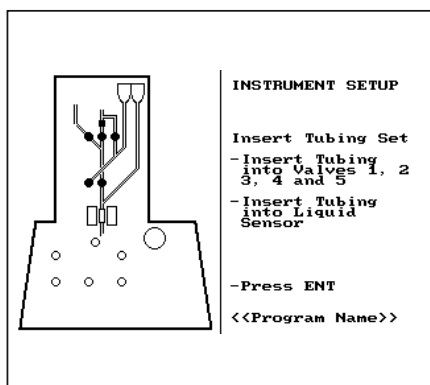 INSTRUMENT SETUP
Insert Tubing Set
-Insert Tubing
into Valves 1, 2
3, 4 and 5
-Insert Tubing
into Liquid
Sensor
-Press ENT
<<Program Name>>